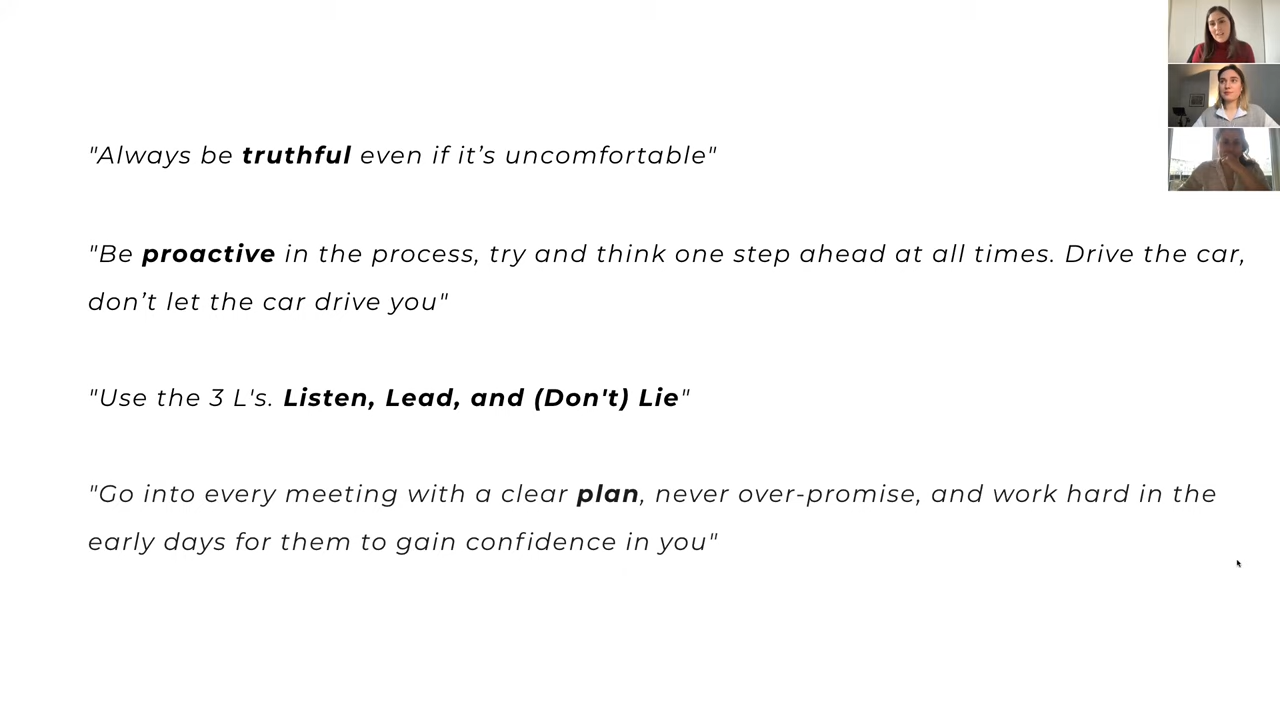 "Always be truthful even if it’s uncomfortable"
"Be proactive in the process, try and think one step ahead at all times. Drive the car,
don’t let the car drive you"
"Use the 3 L's. Listen, Lead, and (Don't) Lie"
"Go into every meeting with a clear plan, never over-promise, and work hard in the
early days for them to gain confidence in you"